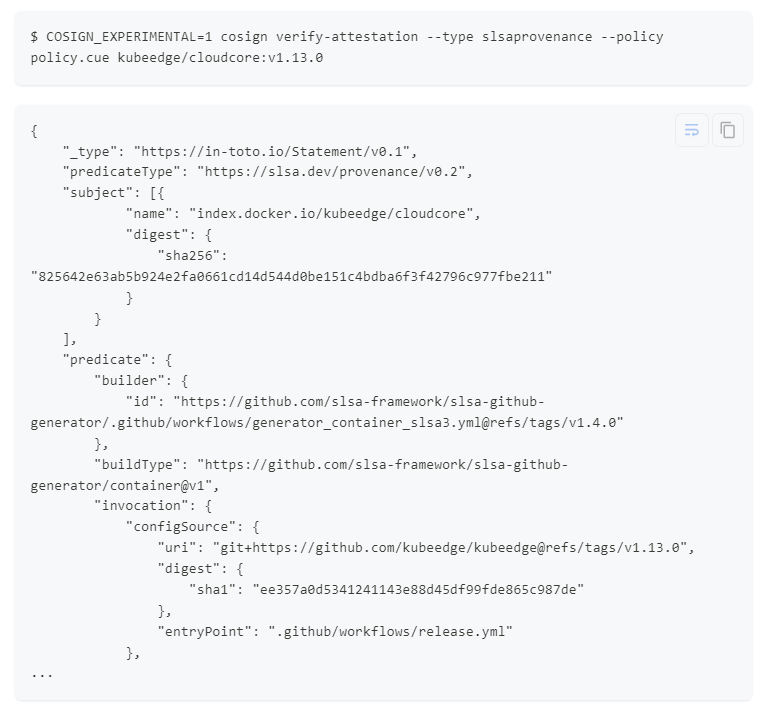 $ COSIGN_EXPERIMENTAL=1 cosign verify-attestation --type slsaprovenance --policy
policy.cue kubeedge/cloudcore:v1.13.0
{
    "_type": "https://in-toto.io/Statement/v0.1",
    "predicateType": "https://slsa.dev/provenance/v0.2",
    "subject": [{
            "name": "index.docker.io/kubeedge/cloudcore",
            "digest": {
                "sha256":
"825642e63ab5b924e2fa0661cd14d544d0be151c4bdba6f3f42796c977fbe211"
            }
        }
    ],
    "predicate": {
        "builder": {
            "id": "https://github.com/slsa-framework/slsa-github-
generator/.github/workflows/generator_container_slsa3.yml@refs/tags/v1.4.0"
        },
        "buildType": "https://github.com/slsa-framework/slsa-github-
generator/container@v1",
        "invocation": {
            "configSource": {
                "uri": "git+https://github.com/kubeedge/kubeedge@refs/tags/v1.13.0",
                "digest": {
                    "sha1": "ee357a0d5341241143e88d45df99fde865c987de"
                },
                "entryPoint": ".github/workflows/release.yml"
            },
...